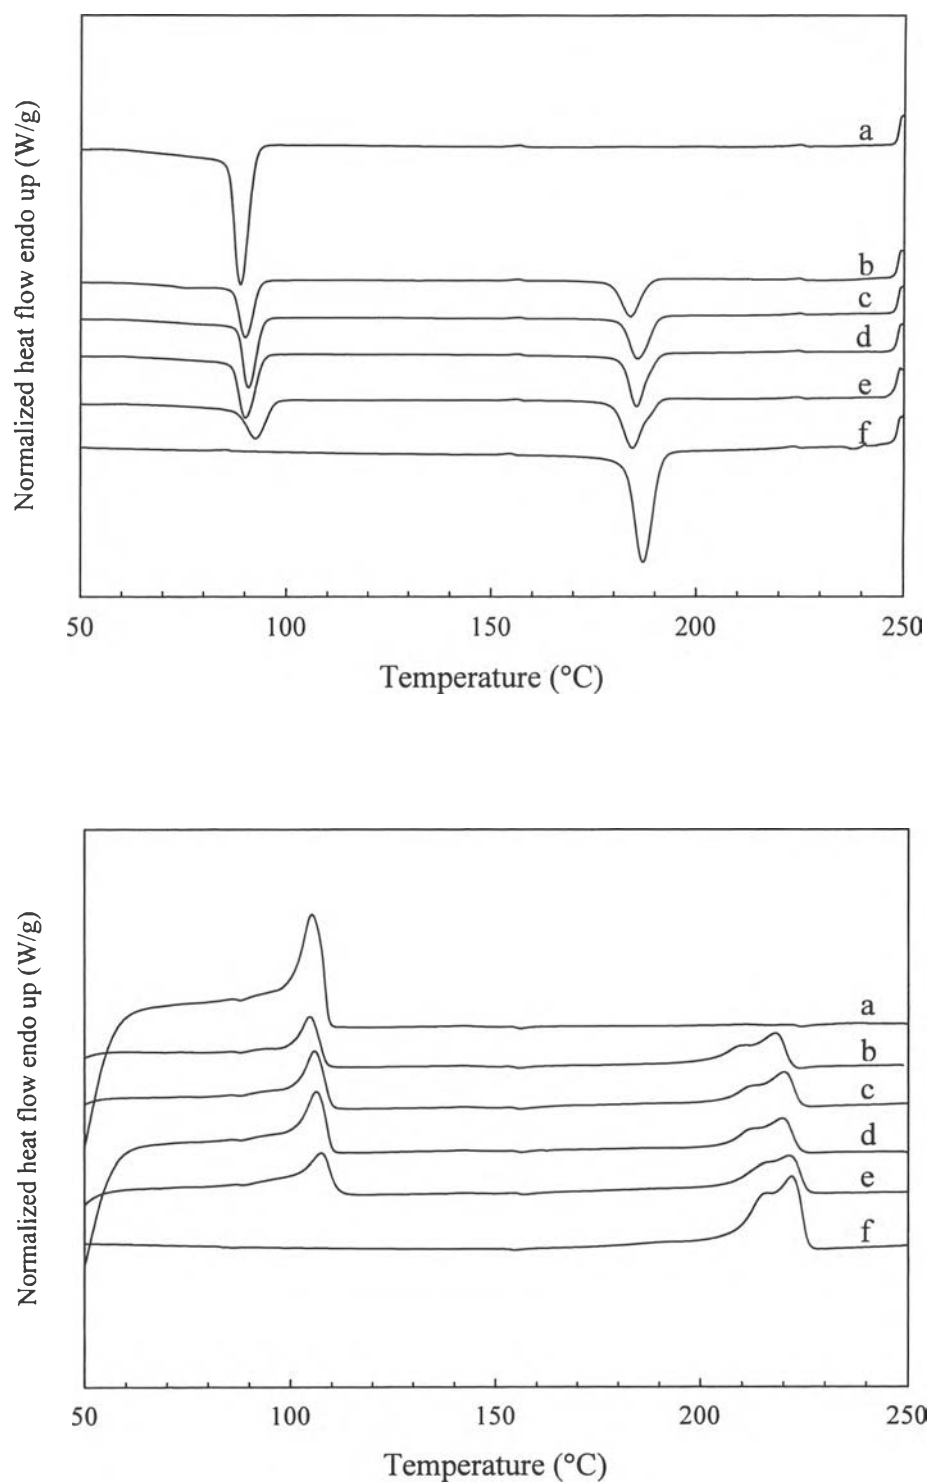 Normalized heat flow endo up (W/g)
a
b
c
d
e
f
50 100 150 200 250
Temperature (°C)
Normalized heat flow endo up (W/g)
a
b
c
d
e
f
50 100 150 200 250
Temperature (°C)